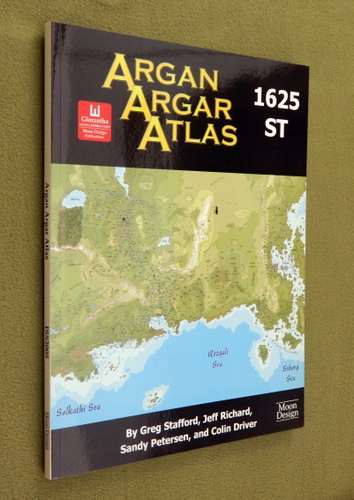 ARGAN
ARGAR
ATLAS
1625
ST
Glorantha
Moon Design
Publications
Solkathi Sea
Rozgali
Sea
Sshorg
Sea
By Greg Stafford, Jeff Richard,
Sandy Petersen, and Colin Driver
Moon
Design
Argan Argar Atlas